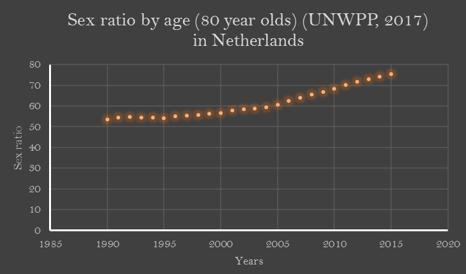 Sex ratio by age (80 year olds) (UNWPP, 2017)
in Netherlands
80
70
60
50
40
30
20
10
0
Sex ratio
1985 1990 1995 2000 2005 2010 2015 2020
Years